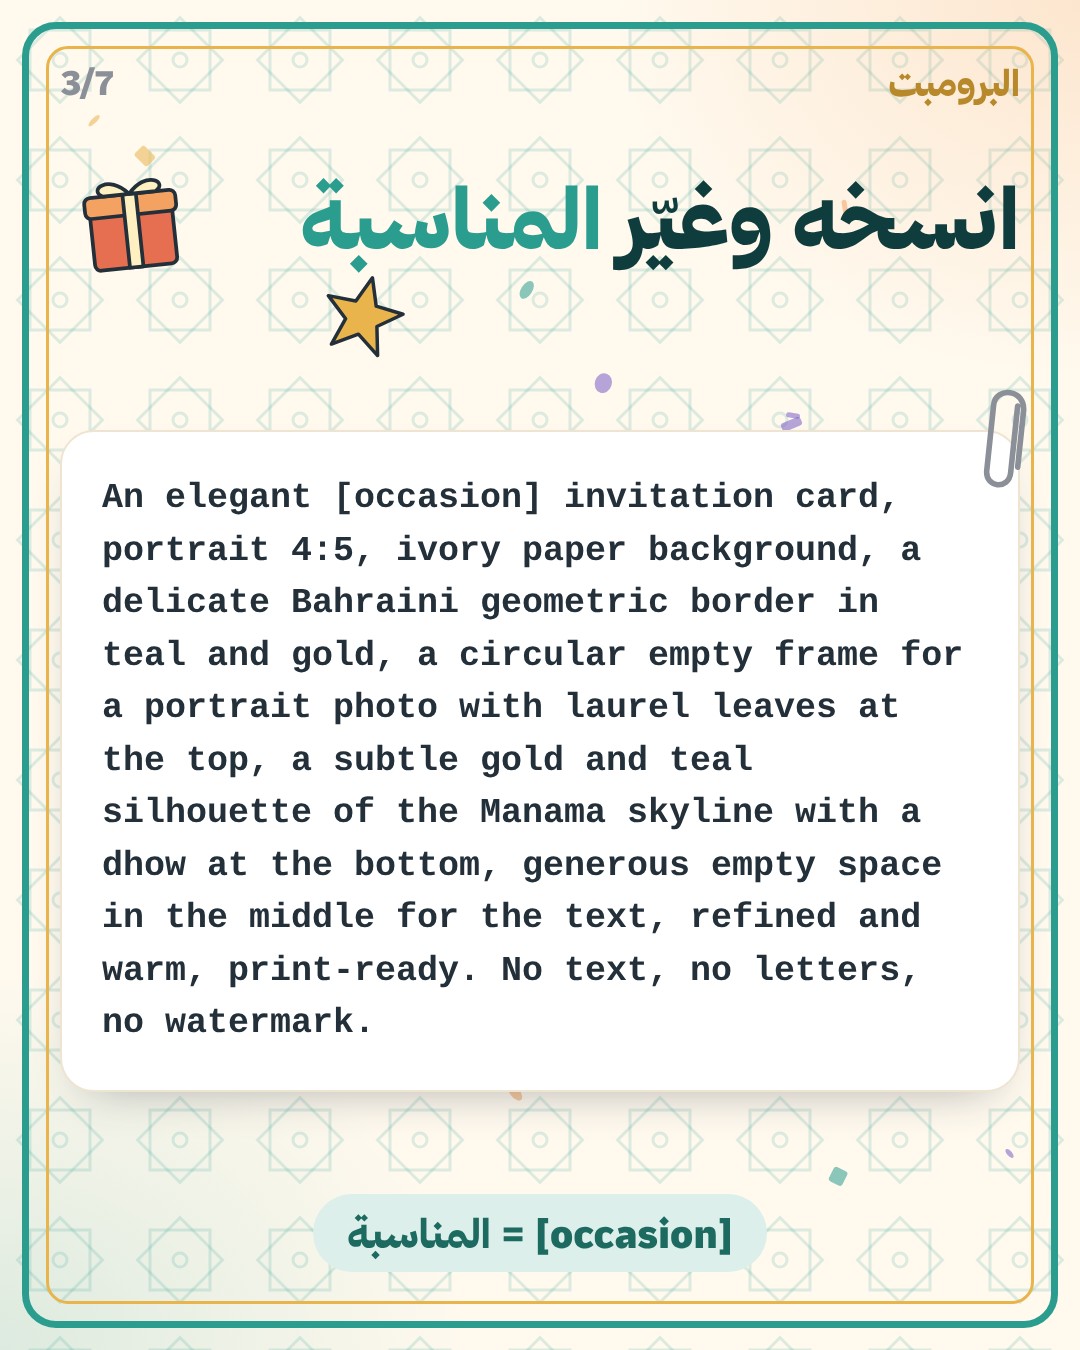 البرومبت
3/7
انسخه وغيّر المناسبة
An elegant [occasion] invitation card,
portrait 4:5, ivory paper background, a
delicate Bahraini geometric border in
teal and gold, a circular empty frame for
a portrait photo with laurel leaves at
the top, a subtle gold and teal
silhouette of the Manama skyline with a
dhow at the bottom, generous empty space
in the middle for the text, refined and
warm, print-ready. No text, no letters,
no watermark.
[occasion] = المناسبة